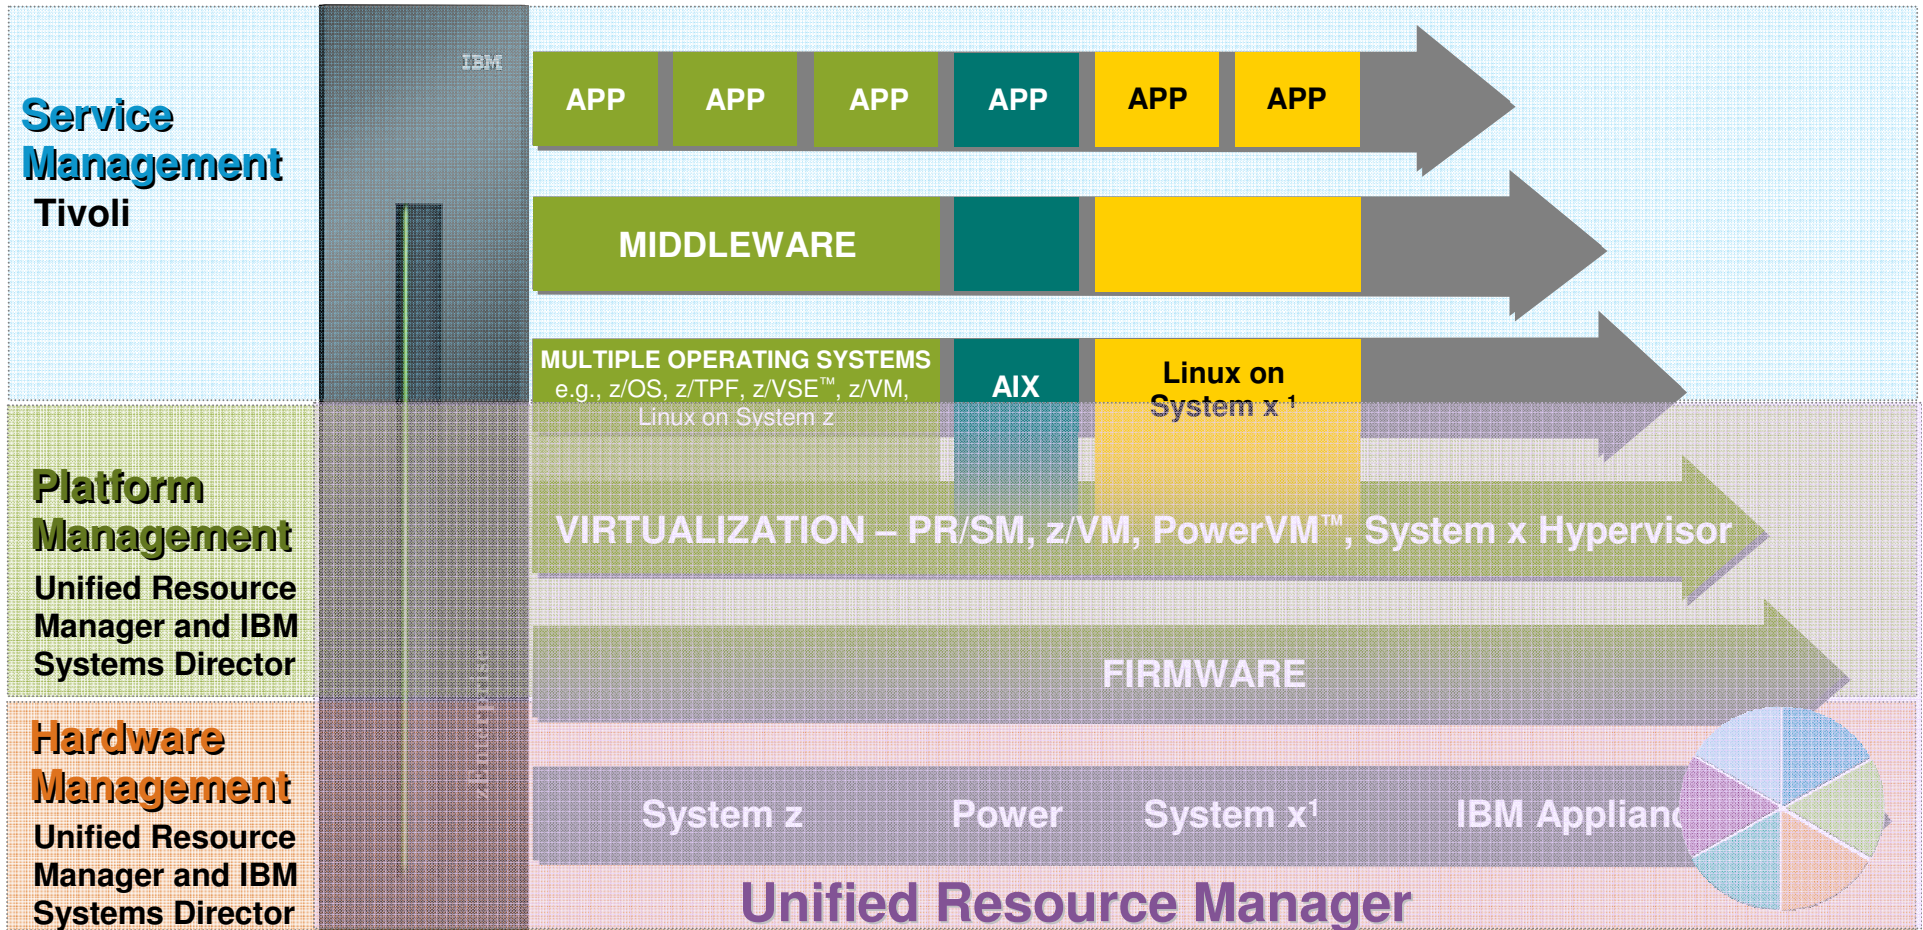 IBM
Service
Management
Tivoli
APP APP APP APP APP APP
MIDDLEWARE
MULTIPLE OPERATING SYSTEMS
e.g., z/OS, z/TPF, z/VSE™, z/VM,
Linux on System z
AIX
Linux on
System x 1
Platform
Management
Unified Resource
Manager and IBM
Systems Director
VIRTUALIZATION – PR/SM, z/VM, PowerVM™, System x Hypervisor
FIRMWARE
zEnterprise
Hardware
Management
Unified Resource
Manager and IBM
Systems Director
System z Power System x1 IBM
Unified Resource Manager